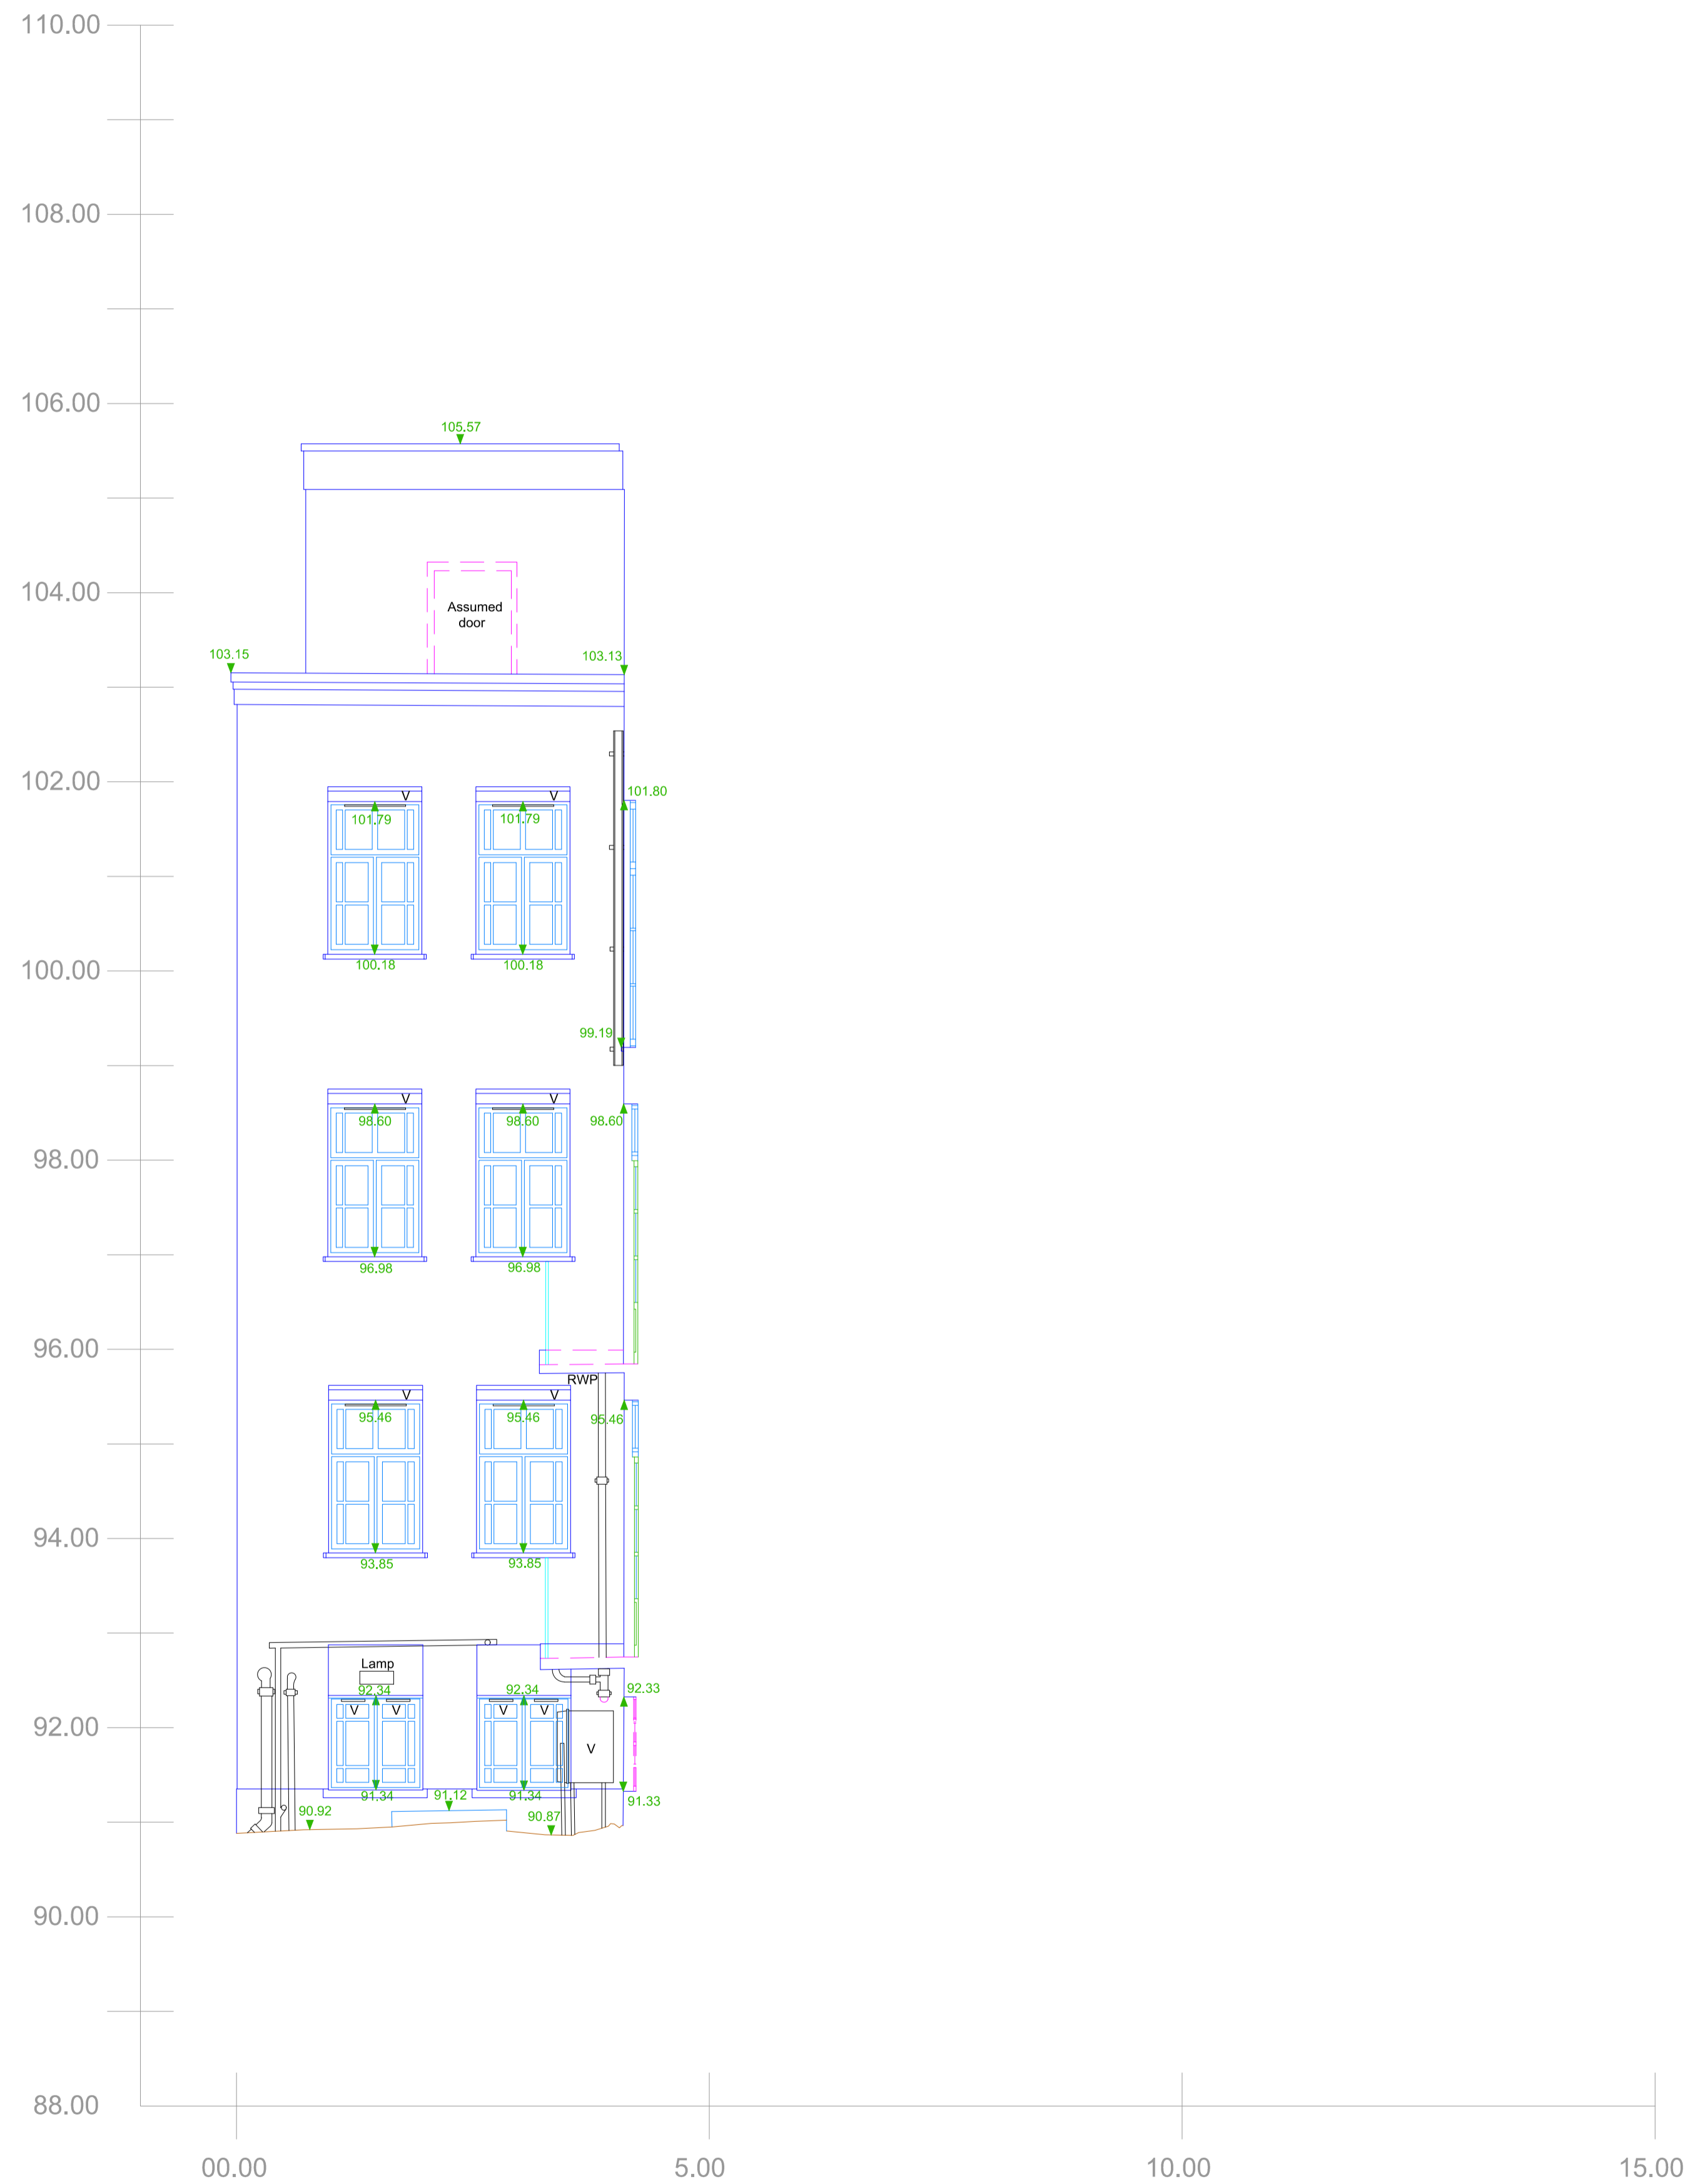 110.00
108.00
106.00
105.57
104.00
Assumed
door
103.15
103.13
102.00
V
V
101.80
101.79
101.79
100.18
100.18
100.00
99.19
V
V
98.60
98.60
98.60
98.00
96.98
96.98
96.00
RWP
V
V
95.46
95.46
95.46
94.00
93.85
93.85
Lamp
92.34
92.34
92.33
V
V
V
V
92.00
V
91.34
91.12
91.34
91.33
90.92
90.87
90.00
88.00
00.00
5.00
10.00
15.00